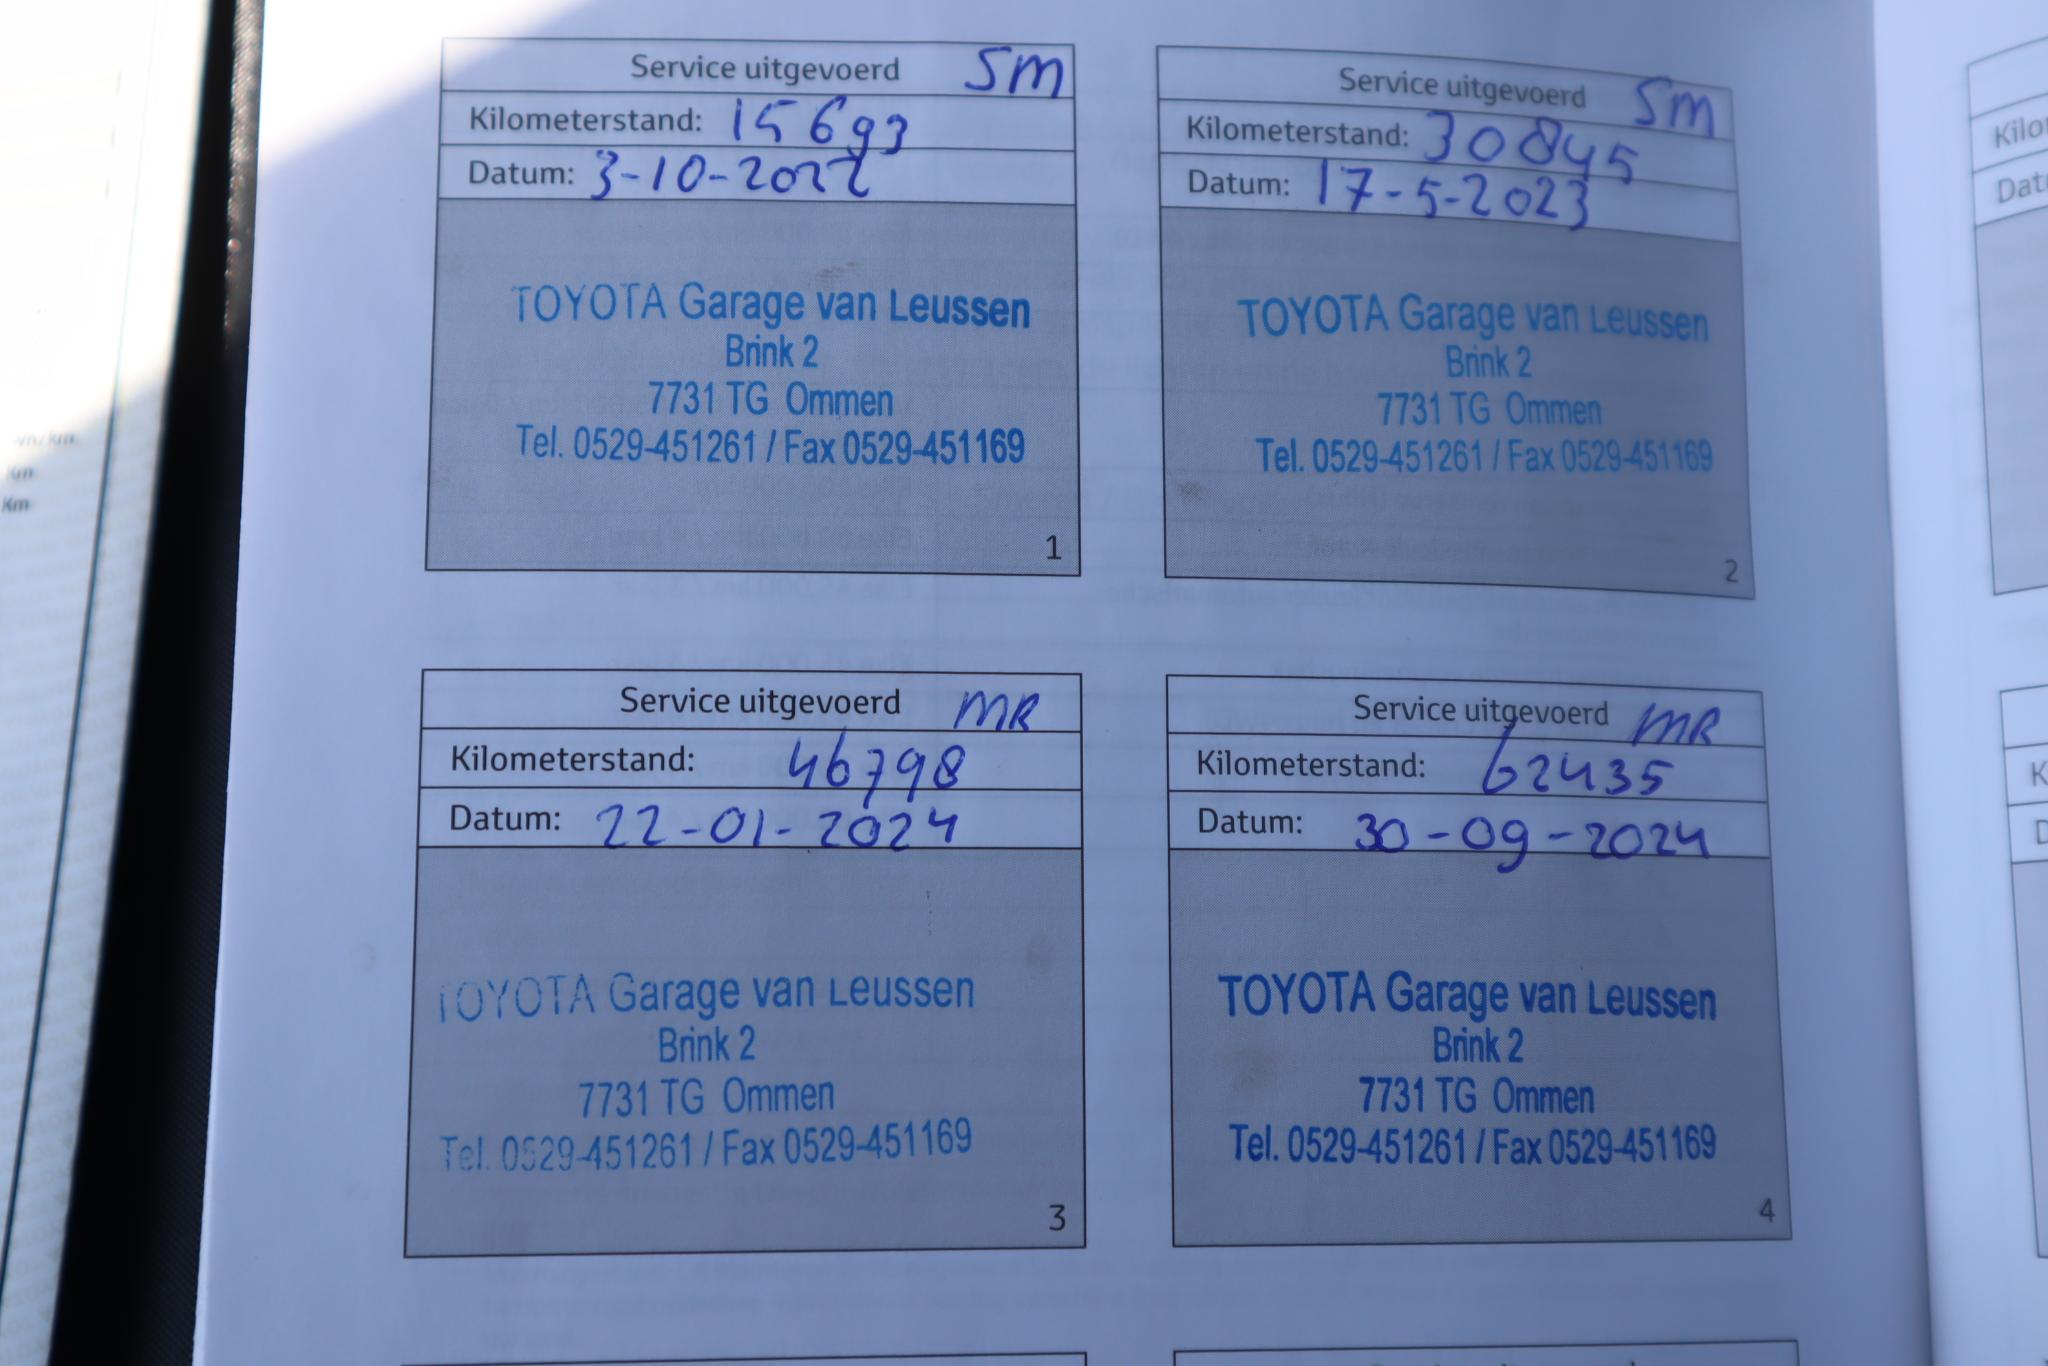 Service uitgevoerd SM
Kilometerstand: 15693
Datum: 3-10-2022
TOYOTA Garage van Leussen
Brink 2
7731 TG Ommen
Tel. 0529-451261 / Fax 0529-451169
1
Service uitgevoerd SM
Kilometerstand: 30845
Datum: 17-5-2023
TOYOTA Garage van Leussen
Brink 2
7731 TG Ommen
Tel. 0529-451261 / Fax 0529-451169
2
Service uitgevoerd MR
Kilometerstand: 46798
Datum: 22-01-2024
TOYOTA Garage van Leussen
Brink 2
7731 TG Ommen
Tel. 0529-451261 / Fax 0529-451169
3
Service uitgevoerd MR
Kilometerstand: 62435
Datum: 30-09-2024
TOYOTA Garage van Leussen
Brink 2
7731 TG Ommen
Tel. 0529-451261 / Fax 0529-451169
4
Km
Km